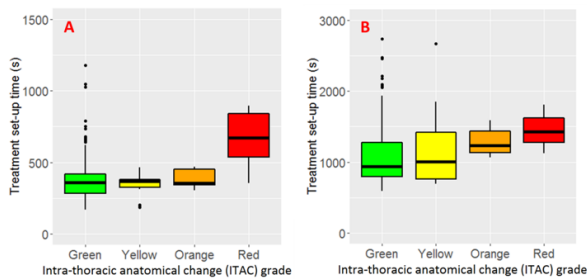 A
Treatment set-up time (s)
1500
1000
500
0
Green Yellow Orange Red
Intra-thoracic anatomical change (ITAC) grade
B
Treatment set-up time (s)
3000
2000
1000
0
Green Yellow Orange Red
Intra-thoracic anatomical change (ITAC) grade